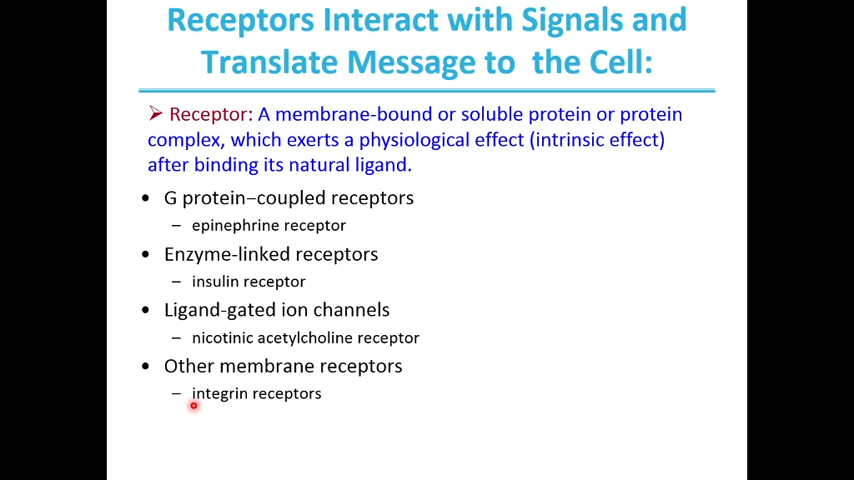 Receptors Interact with Signals and
Translate Message to  the Cell:
➢ Receptor: A membrane-bound or soluble protein or protein
complex, which exerts a physiological effect (intrinsic effect)
after binding its natural ligand.
• G protein−coupled receptors
– epinephrine receptor
• Enzyme-linked receptors
– insulin receptor
• Ligand-gated ion channels
– nicotinic acetylcholine receptor
• Other membrane receptors
– integrin receptors